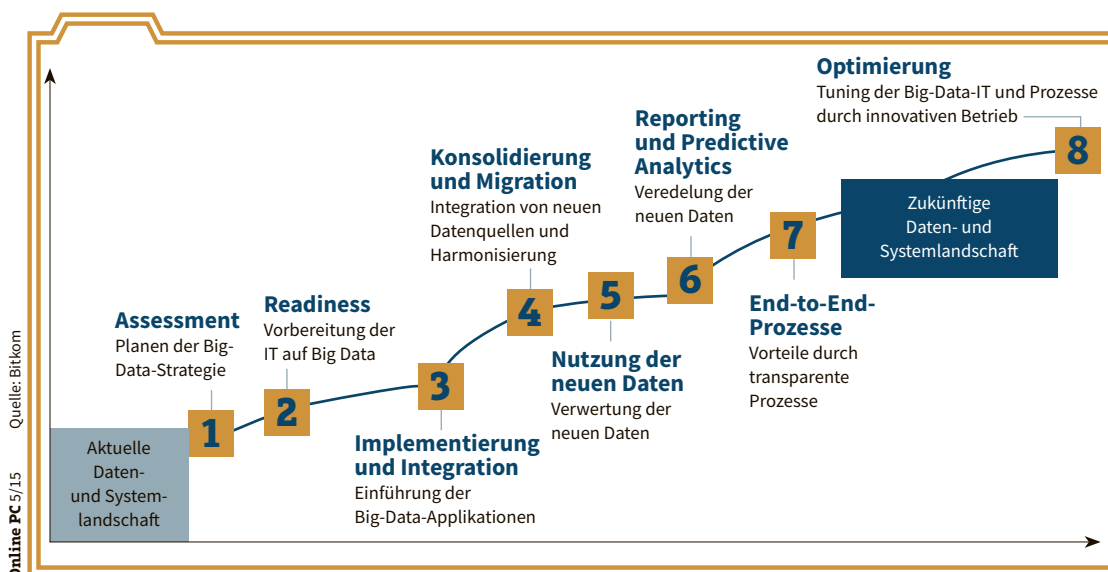 Optimierung
Tuning der Big-Data-IT und Prozesse
durch innovativen Betrieb
8
Reporting
und Predictive
Analytics
Veredelung der
neuen Daten
6
Konsolidierung
und Migration
Integration von neuen
Datenquellen und
Harmonisierung
4
Zukünftige
Daten- und
Systemlandschaft
7
End-to-End-
Prozesse
Vorteile durch
transparente
Prozesse
5
Nutzung der
neuen Daten
Verwertung der
neuen Daten
Readiness
Vorbereitung der
IT auf Big Data
2
Assessment
Planen der Big-
Data-Strategie
1
3
Implementierung
und Integration
Einführung der
Big-Data-Applikationen
Aktuelle
Daten-
und System-
landschaft
Online PC 5/15
Quelle: Bitkom